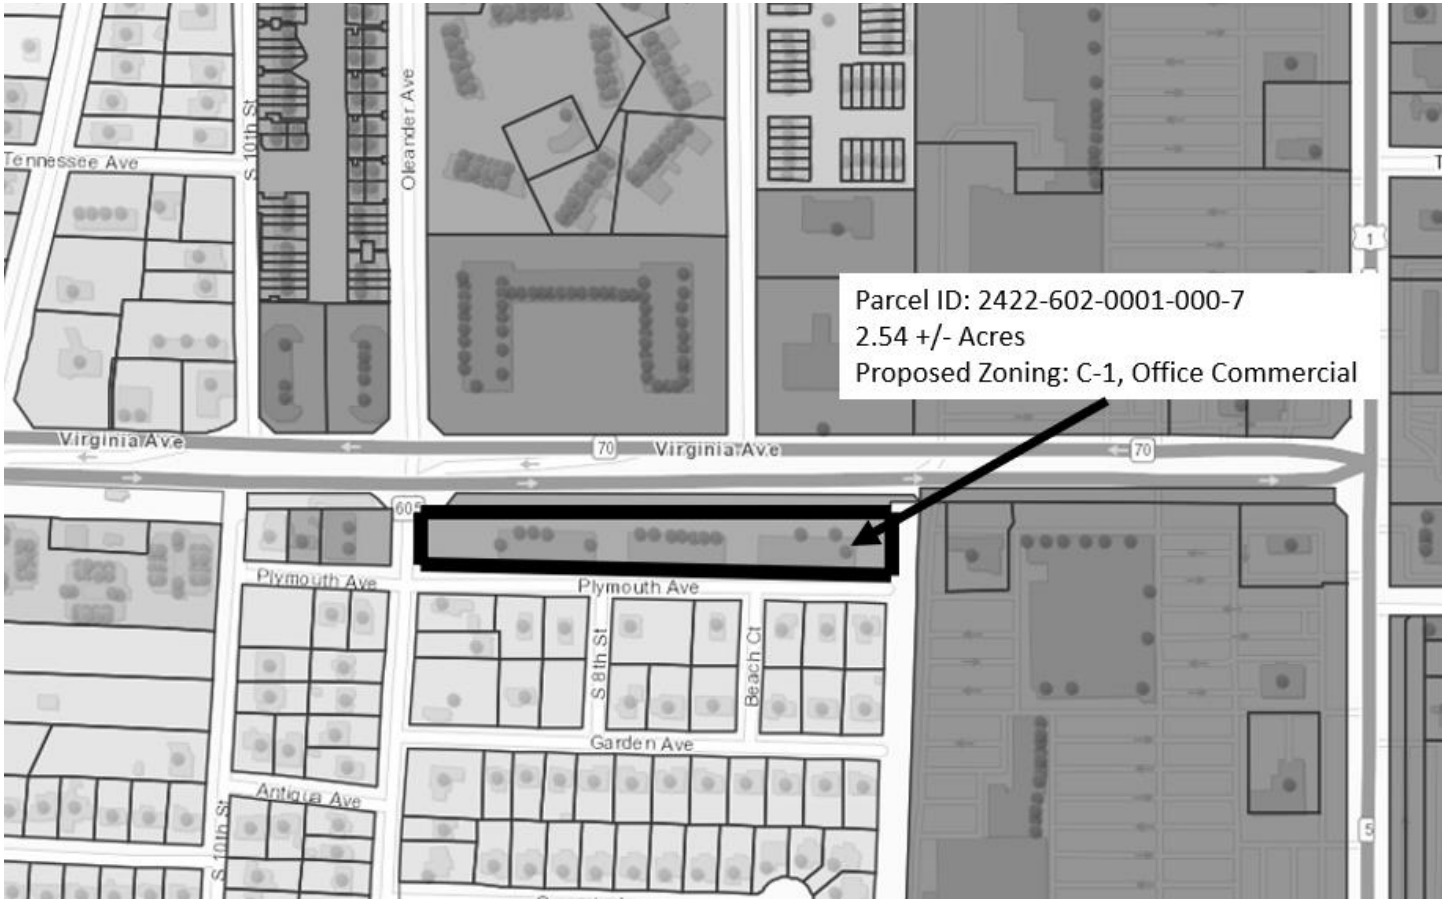 S 10th St
Oleander Ave
Tennessee Ave
1
Parcel ID: 2422-602-0001-000-7
2.54 +/- Acres
Proposed Zoning: C-1, Office Commercial
Virginia Ave
70
Virginia Ave
70
605
Plymouth Ave
Plymouth Ave
S 8th St
Beach Ct
Garden Ave
Antigua Ave
S 10th St
5